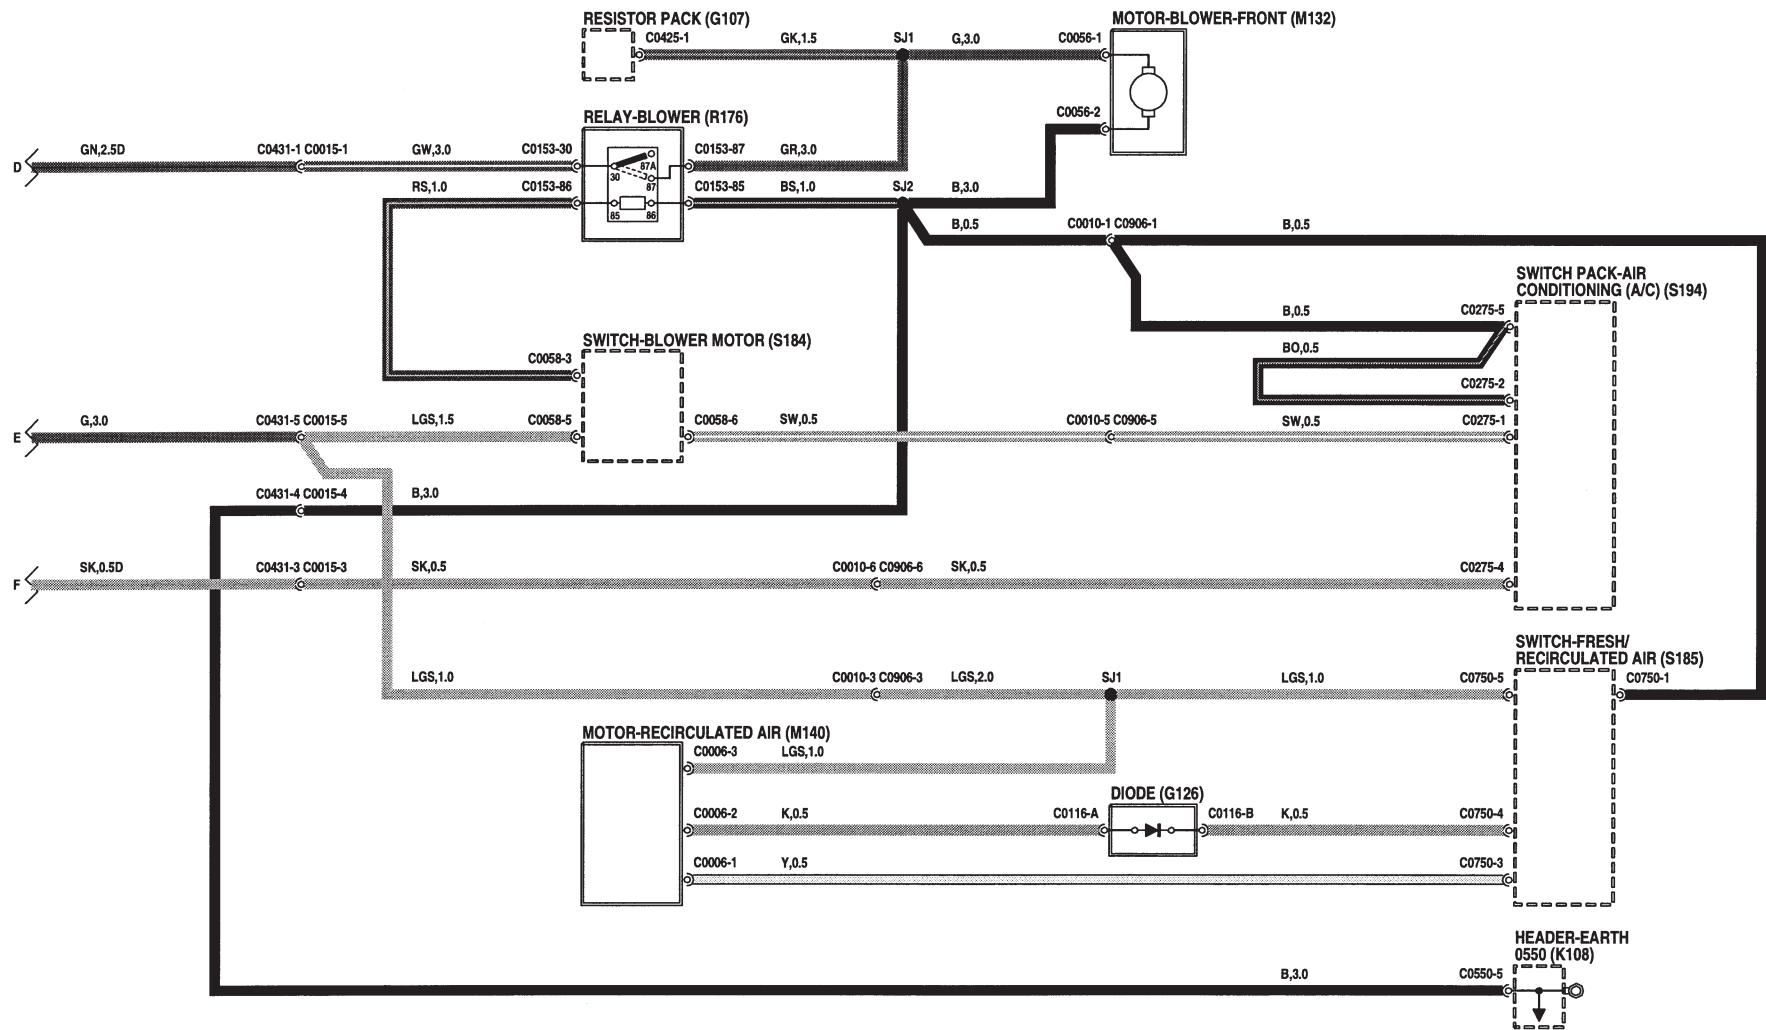 RESISTOR PACK (G107)
MOTOR-BLOWER-FRONT (M132)
C0425-1
GK,1.5
SJ1
G,3.0
C0056-1
C0056-2
RELAY-BLOWER (R176)
D
GN,2.5D
C0431-1 C0015-1
GW,3.0
C0153-30
C0153-87
GR,3.0
87A
30
87
RS,1.0
C0153-86
C0153-85
BS,1.0
SJ2
B,3.0
85
86
B,0.5
C0010-1 C0906-1
B,0.5
SWITCH PACK-AIR
CONDITIONING (A/C) (S194)
B,0.5
C0275-5
SWITCH-BLOWER MOTOR (S184)
BO,0.5
C0058-3
C0275-2
E
G,3.0
C0431-5 C0015-5
LGS,1.5
C0058-5
C0058-6
SW,0.5
C0010-5 C0906-5
SW,0.5
C0275-1
C0431-4 C0015-4
B,3.0
F
SK,0.5D
C0431-3 C0015-3
SK,0.5
C0010-6 C0906-6
SK,0.5
C0275-4
SWITCH-FRESH/
RECIRCULATED AIR (S185)
LGS,1.0
C0010-3 C0906-3
LGS,2.0
SJ1
LGS,1.0
C0750-5
C0750-1
MOTOR-RECIRCULATED AIR (M140)
C0006-3
LGS,1.0
DIODE (G126)
C0006-2
K,0.5
C0116-A
C0116-B
K,0.5
C0750-4
C0006-1
Y,0.5
C0750-3
HEADER-EARTH
0550 (K108)
B,3.0
C0550-5